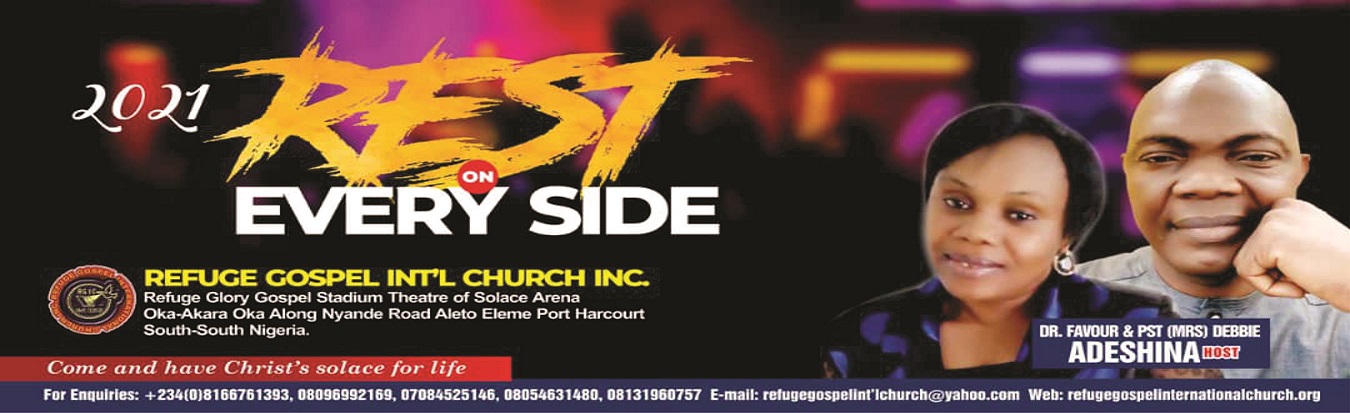 2021
REST
ON
EVERY SIDE
REFUGE GOSPEL INT'L CHURCH INC.
Refuge Glory Gospel Stadium Theatre of Solace Arena
Oka-Akara Oka Along Nyande Road Aleto Eleme Port Harcourt
South-South Nigeria.
Come and have Christ's solace for life
DR. FAVOUR & PST (MRS) DEBBIE
ADESHINA HOST
For Enquiries: +234(0)8166761393, 08096992169, 07084525146, 08054631480, 08131960757 E-mail: refugegospelint'lchurch@yahoo.com Web: refugegospelinternationalchurch.org